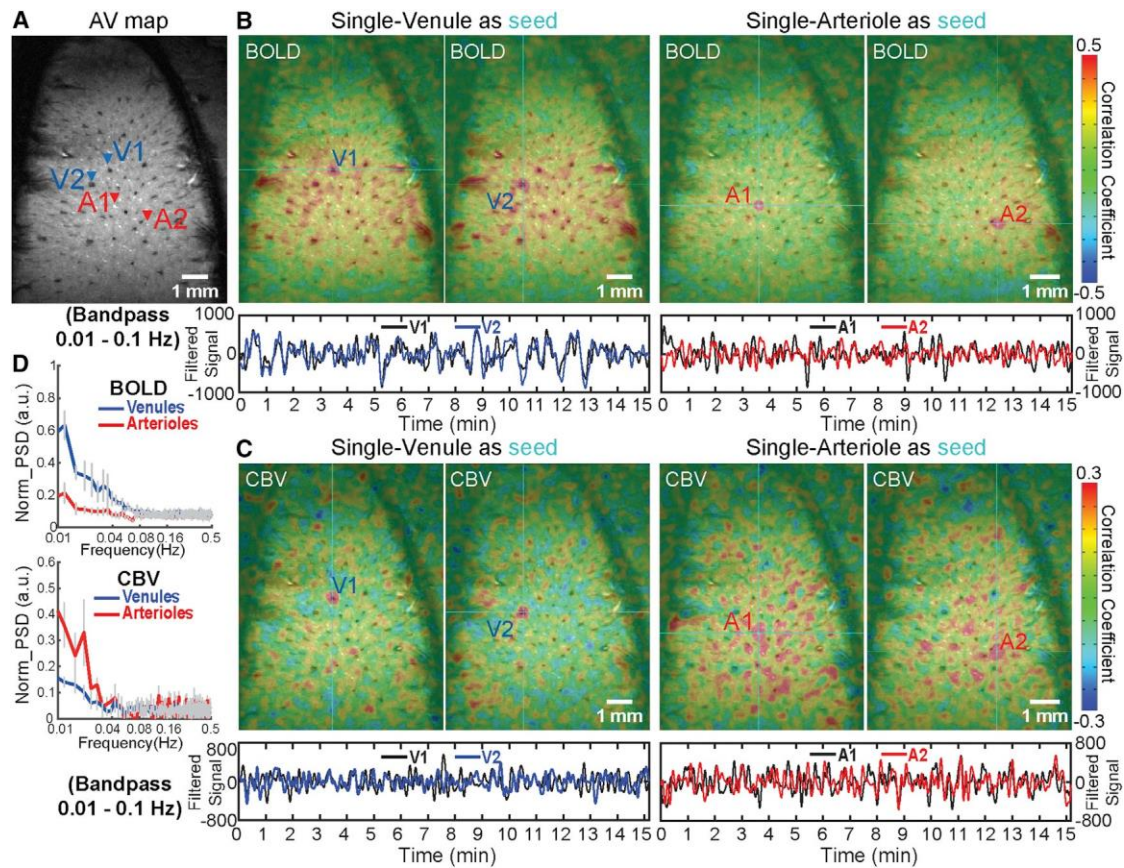 A AV map
V1
V2
A1
A2
1 mm
B Single-Venule as seed
BOLD
V1
BOLD
V2
1 mm
Single-Arteriole as seed
BOLD
A1
BOLD
A2
1 mm
0.5
Correlation Coefficient
-0.5
(Bandpass
0.01 - 0.1 Hz)
1000
0
-1000
Filtered
Signal
V1 V2
0 1 2 3 4 5 6 7 8 9 10 11 12 13 14 15
Time (min)
A1 A2
1000
0
-1000
Filtered
Signal
0 1 2 3 4 5 6 7 8 9 10 11 12 13 14 15
Time (min)
D
BOLD
Venules
Arterioles
Norm_PSD (a.u.)
1
0.8
0.6
0.4
0.2
0
0.01 0.04 0.08 0.16 0.5
Frequency(Hz)
CBV
Venules
Arterioles
Norm_PSD (a.u.)
0.6
0.5
0.4
0.3
0.2
0.1
0
0.01 0.04 0.08 0.16 0.5
Frequency(Hz)
C Single-Venule as seed
CBV
V1
CBV
V2
1 mm
Single-Arteriole as seed
CBV
A1
CBV
A2
1 mm
0.3
Correlation Coefficient
-0.3
(Bandpass
0.01 - 0.1 Hz)
800
400
0
-400
-800
Filtered
Signal
V1 V2
0 1 2 3 4 5 6 7 8 9 10 11 12 13 14 15
Time (min)
A1 A2
800
400
0
-400
-800
Filtered
Signal
0 1 2 3 4 5 6 7 8 9 10 11 12 13 14 15
Time (min)